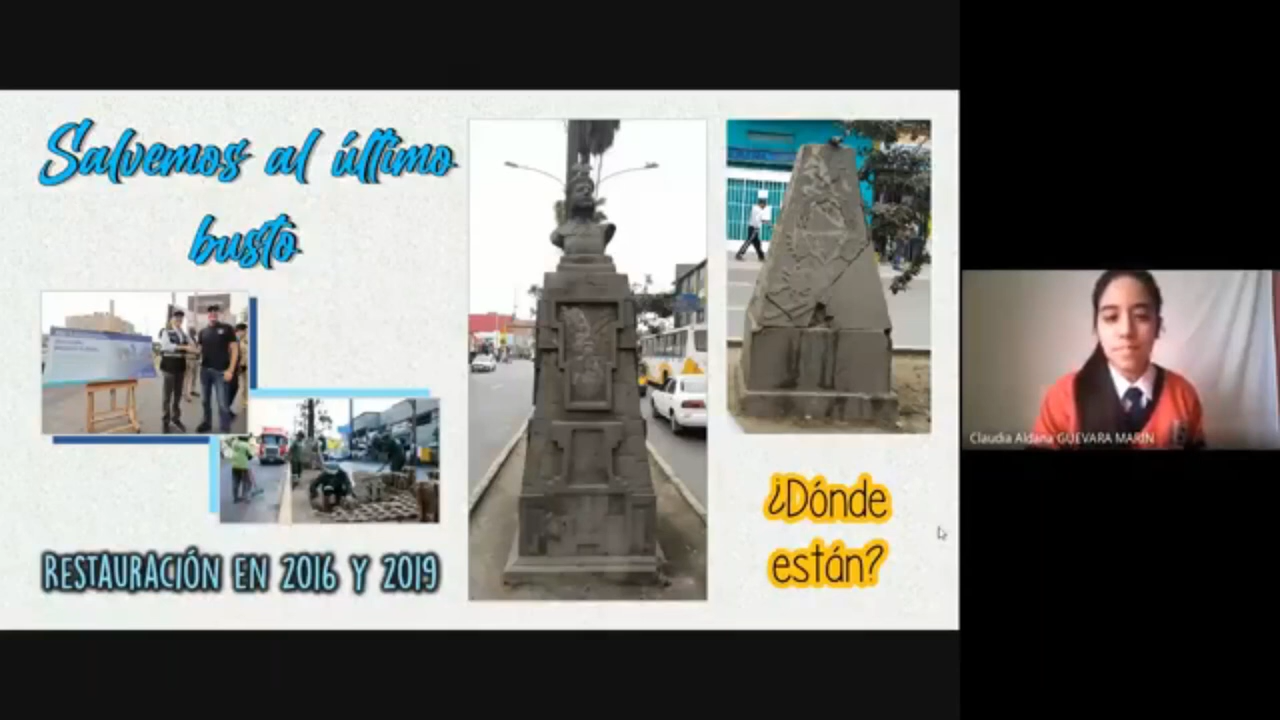 Salvemos al último
busto
RESTAURACIÓN EN 2016 Y 2019
¿Dónde
están?
Claudia Aldana GUEVARA MARIN